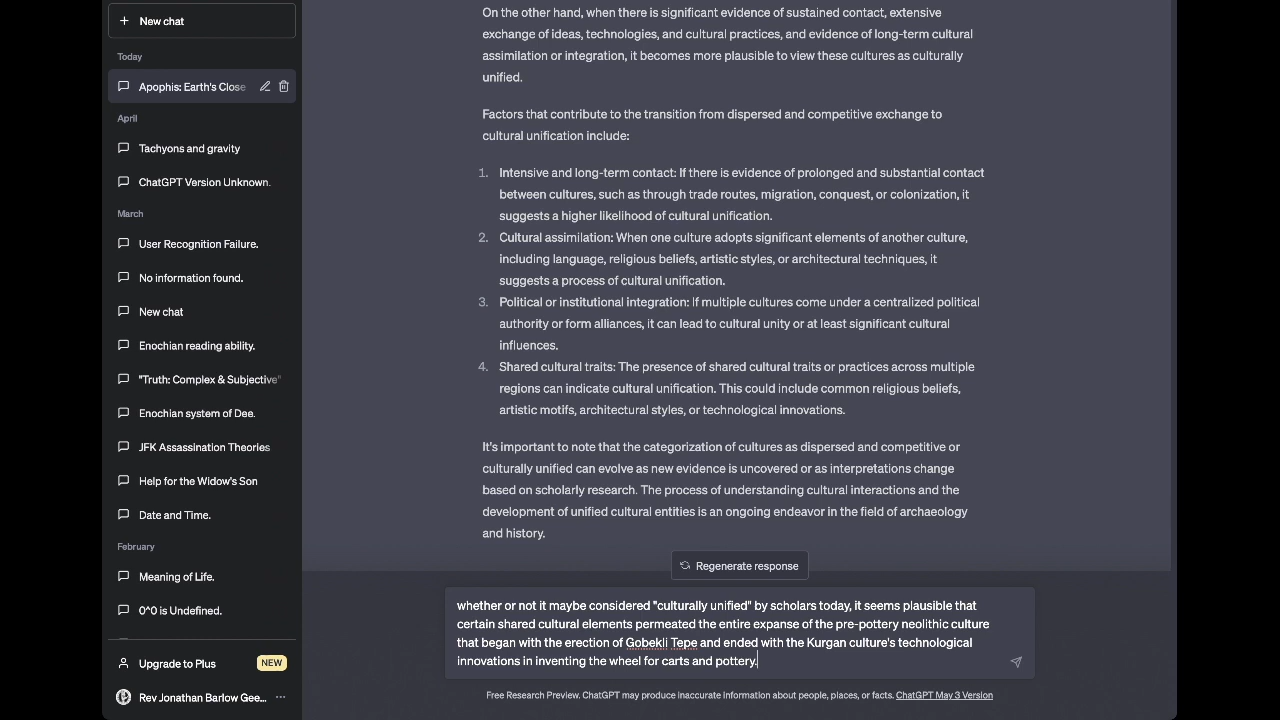 New chat
Today
Apophis: Earth's Close
April
Tachyons and gravity
ChatGPT Version Unknown.
March
User Recognition Failure.
No information found.
New chat
Enochian reading ability.
"Truth: Complex & Subjective"
Enochian system of Dee.
JFK Assassination Theories
Help for the Widow's Son
Date and Time.
February
Meaning of Life.
0^0 is Undefined.
Upgrade to Plus NEW
Rev Jonathan Barlow Gee...
On the other hand, when there is significant evidence of sustained contact, extensive
exchange of ideas, technologies, and cultural practices, and evidence of long-term cultural
assimilation or integration, it becomes more plausible to view these cultures as culturally
unified.
Factors that contribute to the transition from dispersed and competitive exchange to
cultural unification include:
1. Intensive and long-term contact: If there is evidence of prolonged and substantial contact
between cultures, such as through trade routes, migration, conquest, or colonization, it
suggests a higher likelihood of cultural unification.
2. Cultural assimilation: When one culture adopts significant elements of another culture,
including language, religious beliefs, artistic styles, or architectural techniques, it
suggests a process of cultural unification.
3. Political or institutional integration: If multiple cultures come under a centralized political
authority or form alliances, it can lead to cultural unity or at least significant cultural
influences.
4. Shared cultural traits: The presence of shared cultural traits or practices across multiple
regions can indicate cultural unification. This could include common religious beliefs,
artistic motifs, architectural styles, or technological innovations.
It's important to note that the categorization of cultures as dispersed and competitive or
culturally unified can evolve as new evidence is uncovered or as interpretations change
based on scholarly research. The process of understanding cultural interactions and the
development of unified cultural entities is an ongoing endeavor in the field of archaeology
and history.
Regenerate response
whether or not it maybe considered "culturally unified" by scholars today, it seems plausible that
certain shared cultural elements permeated the entire expanse of the pre-pottery neolithic culture
that began with the erection of Gobekli Tepe and ended with the Kurgan culture's technological
innovations in inventing the wheel for carts and pottery.
Free Research Preview. ChatGPT may produce inaccurate information about people, places, or facts. ChatGPT May 3 Version